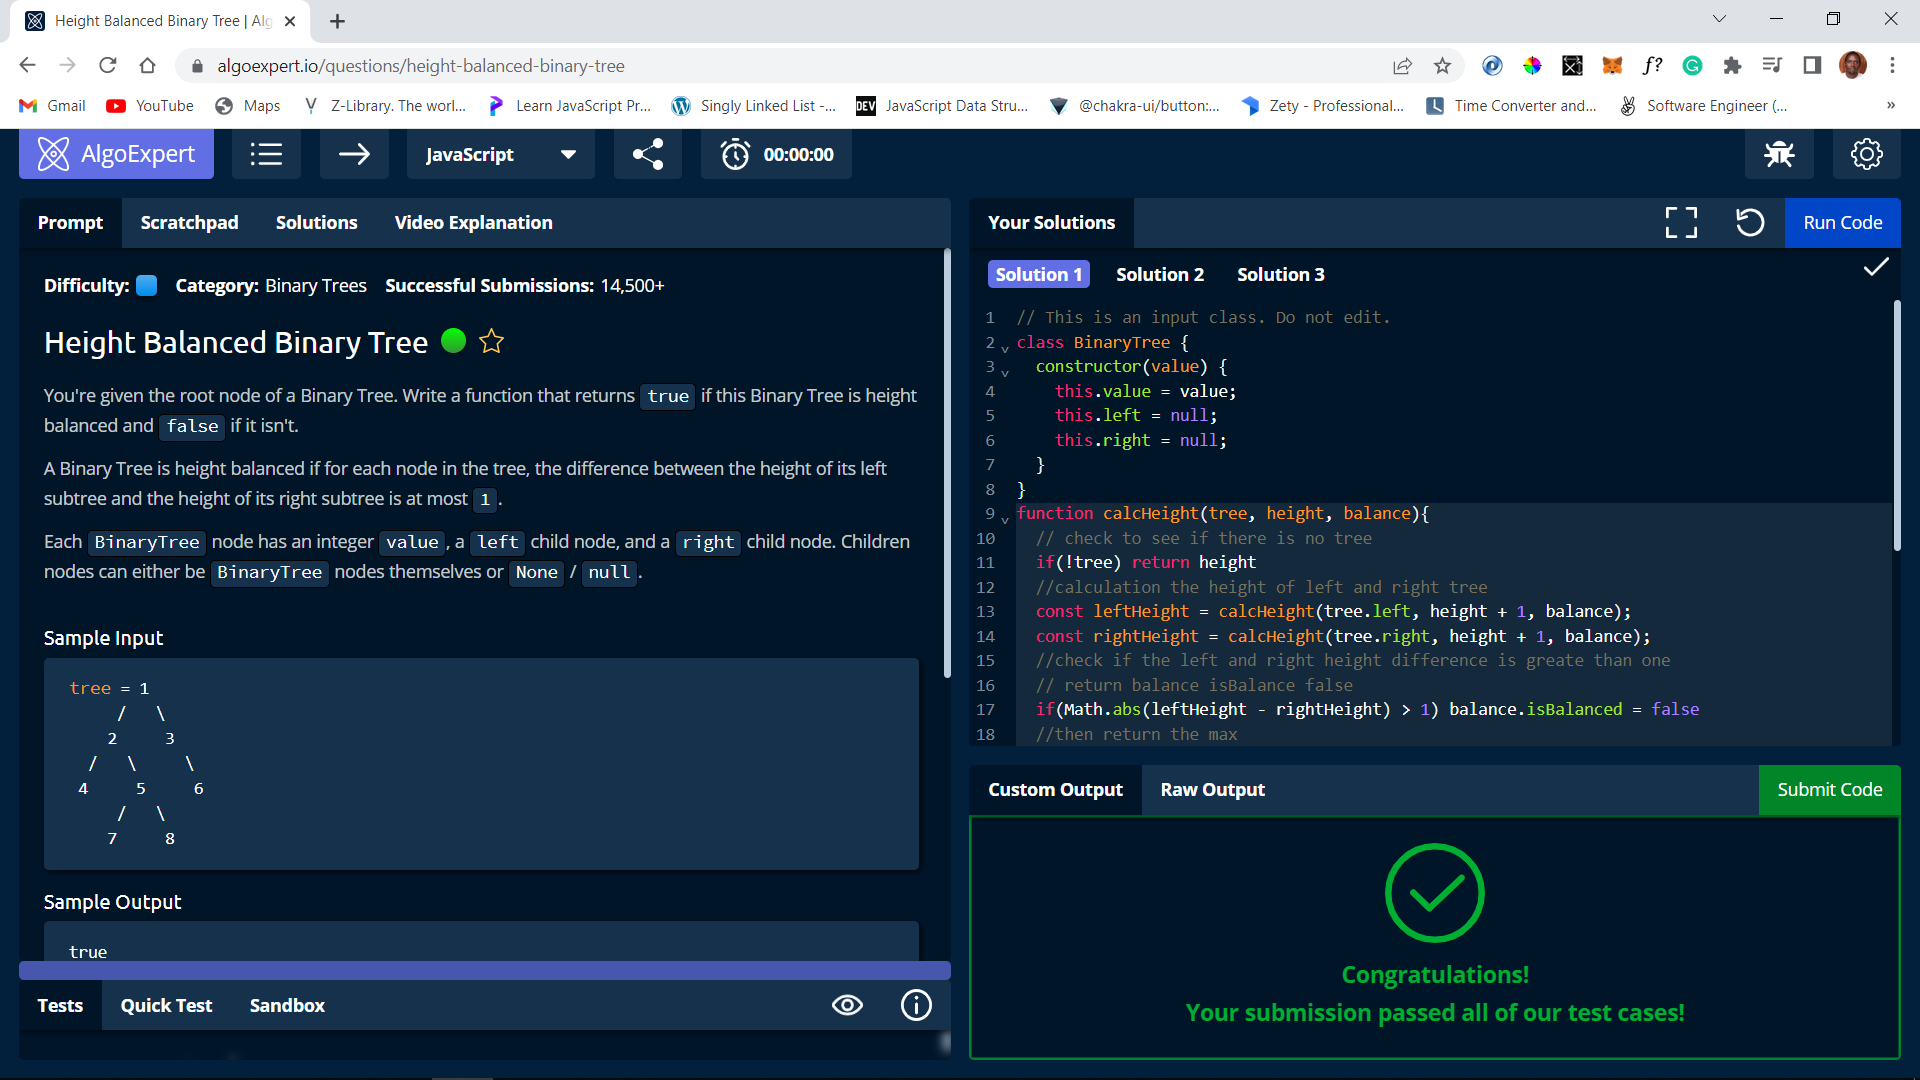 Height Balanced Binary Tree | Alg
algoexpert.io/questions/height-balanced-binary-tree
f?
Gmail YouTube Maps Z-Library. The worl... Learn JavaScript Pr... Singly Linked List -... DEV JavaScript Data Stru... @chakra-ui/button:... Zety - Professional... Time Converter and... Software Engineer (... »
AlgoExpert JavaScript 00:00:00
Prompt Scratchpad Solutions Video Explanation
Difficulty: Category: Binary Trees Successful Submissions: 14,500+
Height Balanced Binary Tree
You're given the root node of a Binary Tree. Write a function that returns true if this Binary Tree is height
balanced and false if it isn't.
A Binary Tree is height balanced if for each node in the tree, the difference between the height of its left
subtree and the height of its right subtree is at most 1.
Each BinaryTree node has an integer value, a left child node, and a right child node. Children
nodes can either be BinaryTree nodes themselves or None / null.
Sample Input
tree = 1
/ \
2 3
/ \ \
4 5 6
/ \
7 8
Sample Output
true
Tests Quick Test Sandbox
Your Solutions Run Code
Solution 1 Solution 2 Solution 3
1 // This is an input class. Do not edit.
2 class BinaryTree {
3 constructor(value) {
4 this.value = value;
5 this.left = null;
6 this.right = null;
7 }
8 }
9 function calcHeight(tree, height, balance){
10 // check to see if there is no tree
11 if(!tree) return height
12 //calculation the height of left and right tree
13 const leftHeight = calcHeight(tree.left, height + 1, balance);
14 const rightHeight = calcHeight(tree.right, height + 1, balance);
15 //check if the left and right height difference is greate than one
16 // return balance isBalance false
17 if(Math.abs(leftHeight - rightHeight) > 1) balance.isBalanced = false
18 //then return the max
Custom Output Raw Output Submit Code
Congratulations!
Your submission passed all of our test cases!